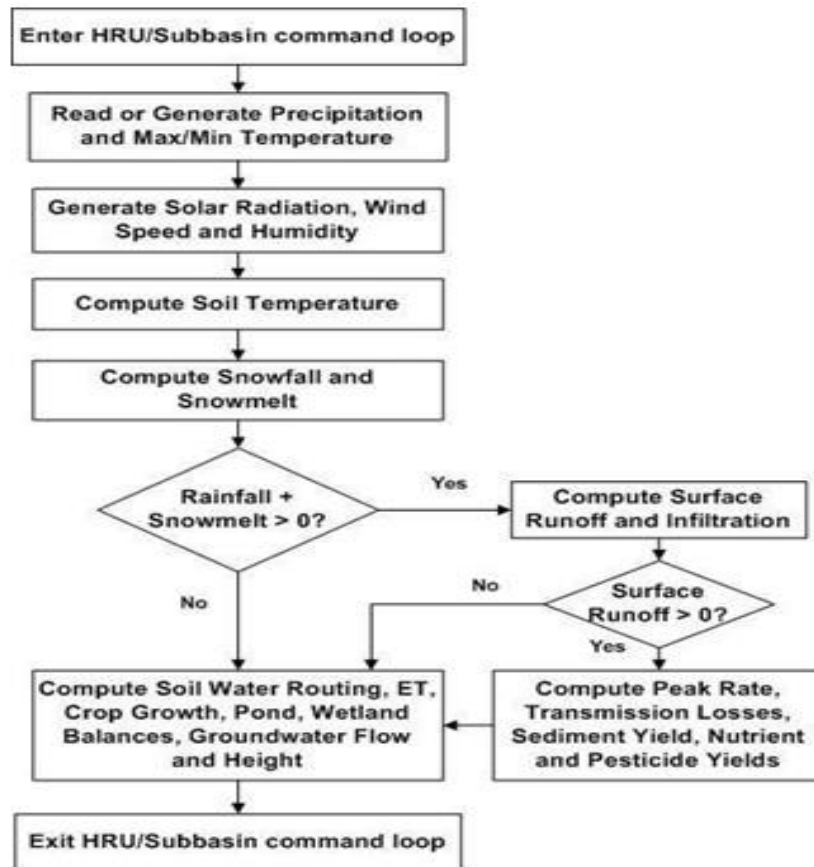 Enter HRU/Subbasin command loop
Read or Generate Precipitation
and Max/Min Temperature
Generate Solar Radiation, Wind
Speed and Humidity
Compute Soil Temperature
Compute Snowfall and
Snowmelt
Rainfall +
Snowmelt > 0?
Yes
Compute Surface
Runoff and Infiltration
No
No
Surface
Runoff > 0?
Yes
Compute Soil Water Routing, ET,
Crop Growth, Pond, Wetland
Balances, Groundwater Flow
and Height
Compute Peak Rate,
Transmission Losses,
Sediment Yield, Nutrient
and Pesticide Yields
Exit HRU/Subbasin command loop